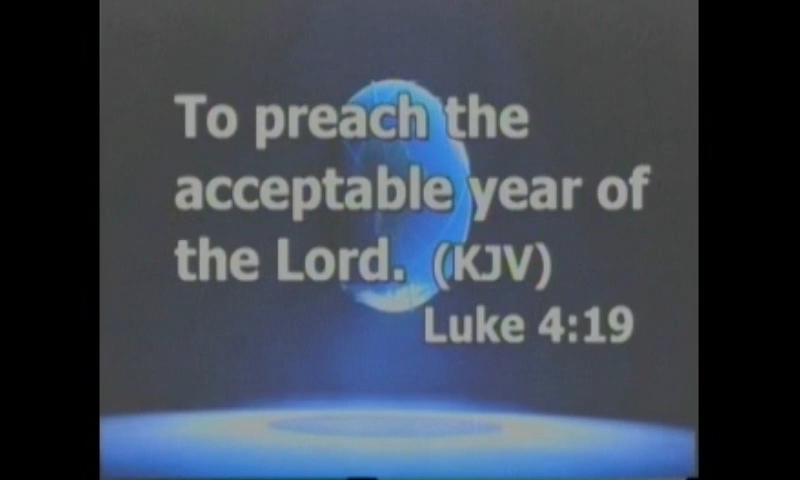 To preach the
acceptable year of
the Lord. (KJV)
Luke 4:19